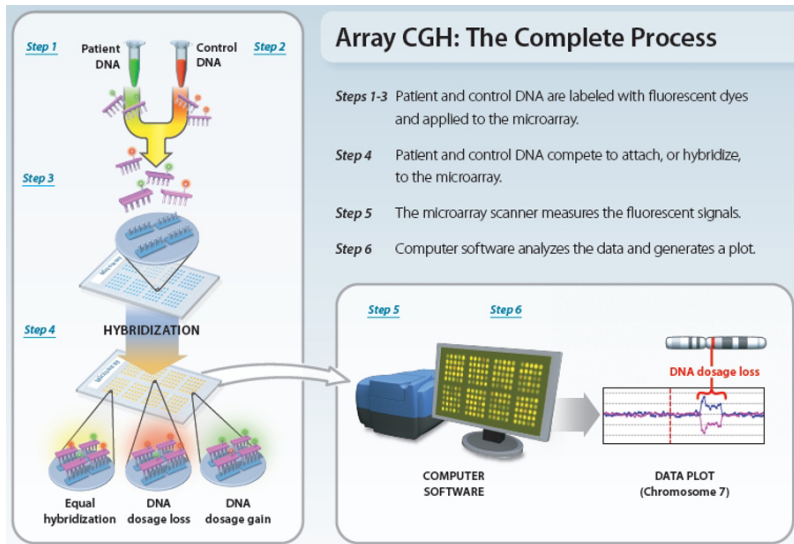 Array CGH: The Complete Process
Step 1
Patient
DNA
Control
DNA
Step 2
Step 3
Step 4
HYBRIDIZATION
Equal
hybridization
DNA
dosage loss
DNA
dosage gain
Steps 1-3 Patient and control DNA are labeled with fluorescent dyes
and applied to the microarray.
Step 4 Patient and control DNA compete to attach, or hybridize,
to the microarray.
Step 5 The microarray scanner measures the fluorescent signals.
Step 6 Computer software analyzes the data and generates a plot.
Step 5
Step 6
DNA dosage loss
COMPUTER
SOFTWARE
DATA PLOT
(Chromosome 7)